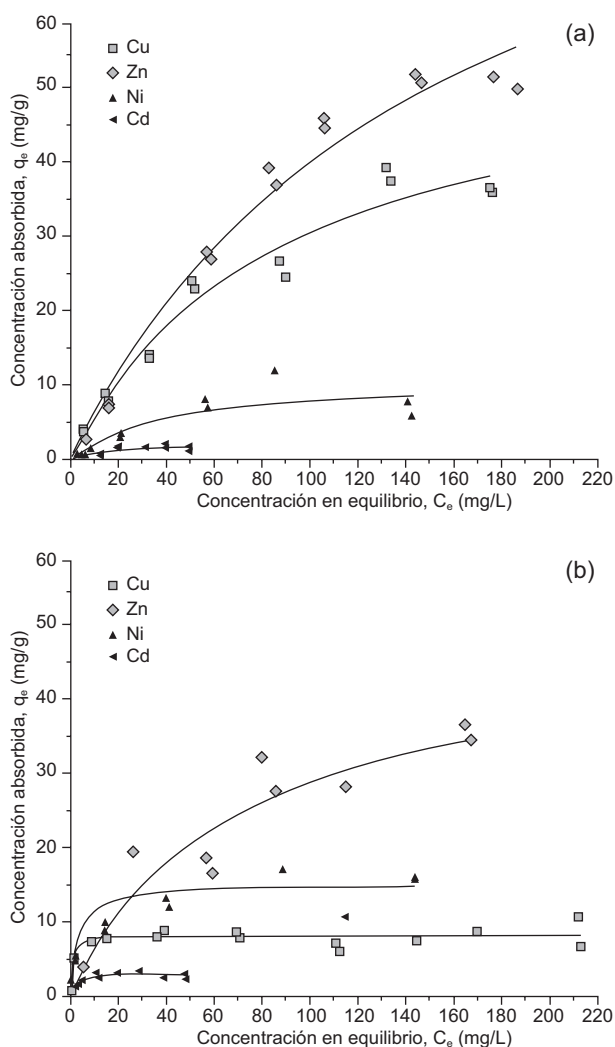 (a)
Cu
Zn
Ni
Cd
Concentración absorbida, qe (mg/g)
60
50
40
30
20
10
0
0 20 40 60 80 100 120 140 160 180 200 220
Concentración en equilibrio, Ce (mg/L)
(b)
Cu
Zn
Ni
Cd
Concentración absorbida, qe (mg/g)
60
50
40
30
20
10
0
0 20 40 60 80 100 120 140 160 180 200 220
Concentración en equilibrio, Ce (mg/L)